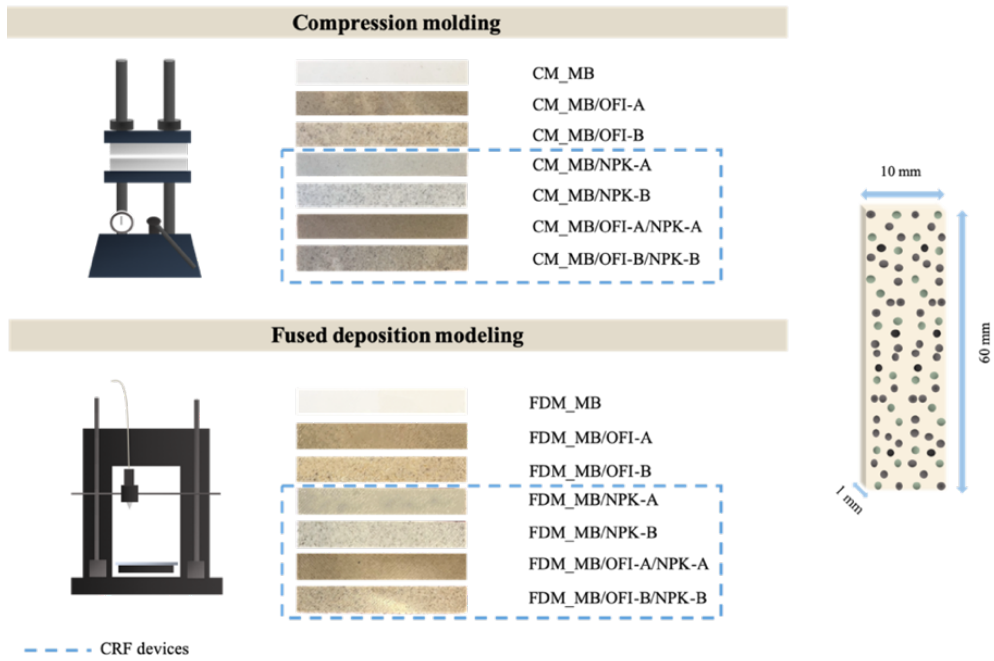 Compression molding
CM_MB
CM_MB/OFI-A
CM_MB/OFI-B
CM_MB/NPK-A
CM_MB/NPK-B
CM_MB/OFI-A/NPK-A
CM_MB/OFI-B/NPK-B
10 mm
60 mm
1 mm
Fused deposition modeling
FDM_MB
FDM_MB/OFI-A
FDM_MB/OFI-B
FDM_MB/NPK-A
FDM_MB/NPK-B
FDM_MB/OFI-A/NPK-A
FDM_MB/OFI-B/NPK-B
CRF devices